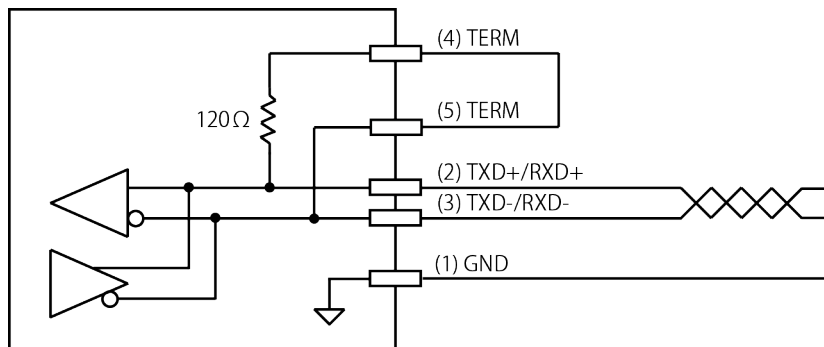 (4) TERM
120Ω
(5) TERM
(2) TXD+/RXD+
(3) TXD-/RXD-
(1) GND